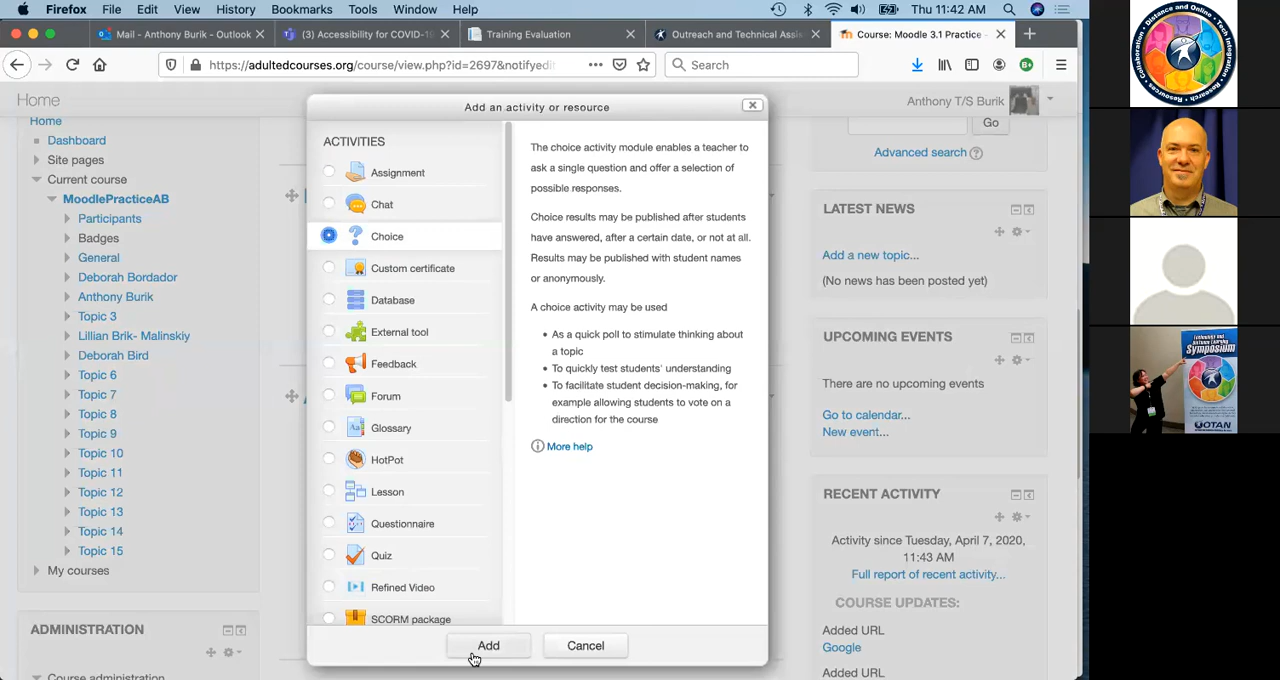 Firefox File Edit View History Bookmarks Tools Window Help
Thu 11:42 AM
Mail - Anthony Burik - Outlook
(3) Accessibility for COVID-19
Training Evaluation
Outreach and Technical Assis
Course: Moodle 3.1 Practice -
https://adultedcourses.org/course/view.php?id=2697&notifyedit
Search
Home
Anthony T/S Burik
Home
Dashboard
Site pages
Current course
MoodlePracticeAB
Participants
Badges
General
Deborah Bordador
Anthony Burik
Topic 3
Lillian Brik- Malinskiy
Deborah Bird
Topic 6
Topic 7
Topic 8
Topic 9
Topic 10
Topic 11
Topic 12
Topic 13
Topic 14
Topic 15
My courses
ADMINISTRATION
Course administration
Add an activity or resource
ACTIVITIES
Assignment
Chat
Choice
Custom certificate
Database
External tool
Feedback
Forum
Glossary
HotPot
Lesson
Questionnaire
Quiz
Refined Video
SCORM package
The choice activity module enables a teacher to
ask a single question and offer a selection of
possible responses.
Choice results may be published after students
have answered, after a certain date, or not at all.
Results may be published with student names
or anonymously.
A choice activity may be used
• As a quick poll to stimulate thinking about
a topic
• To quickly test students' understanding
• To facilitate student decision-making, for
example allowing students to vote on a
direction for the course
More help
Add
Cancel
Go
Advanced search
LATEST NEWS
Add a new topic...
(No news has been posted yet)
UPCOMING EVENTS
There are no upcoming events
Go to calendar...
New event...
RECENT ACTIVITY
Activity since Tuesday, April 7, 2020,
11:43 AM
Full report of recent activity...
COURSE UPDATES:
Added URL
Google
Added URL
Collaboration Distance and Online Tech Integration Research Resources
Symposium
OTAN